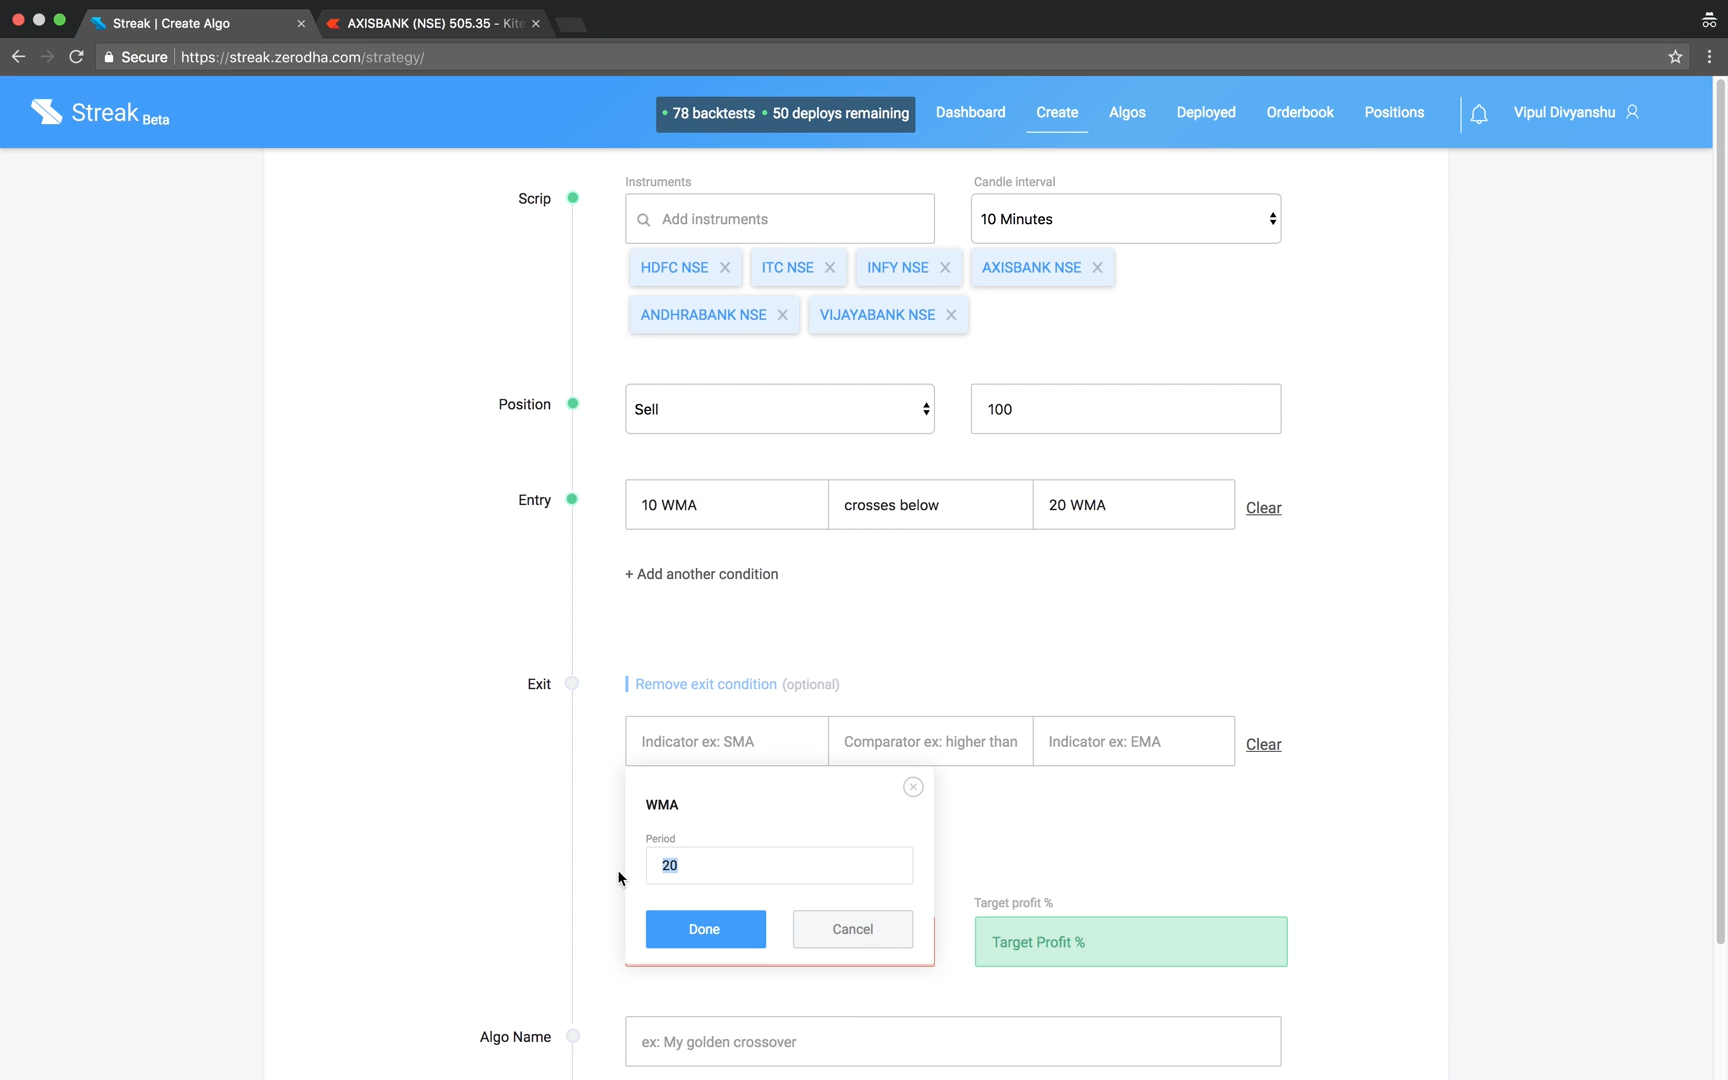 Streak | Create Algo
AXISBANK (NSE) 505.35 - Kite
Secure https://streak.zerodha.com/strategy/
Streak Beta
78 backtests • 50 deploys remaining
Dashboard
Create
Algos
Deployed
Orderbook
Positions
Vipul Divyanshu
Instruments
Candle interval
Scrip
Add instruments
10 Minutes
HDFC NSE
ITC NSE
INFY NSE
AXISBANK NSE
ANDHRABANK NSE
VIJAYABANK NSE
Position
Sell
100
Entry
10 WMA
crosses below
20 WMA
Clear
+ Add another condition
Exit
Remove exit condition (optional)
Indicator ex: SMA
Comparator ex: higher than
Indicator ex: EMA
Clear
WMA
Period
20
Done
Cancel
Target profit %
Target Profit %
Algo Name
ex: My golden crossover